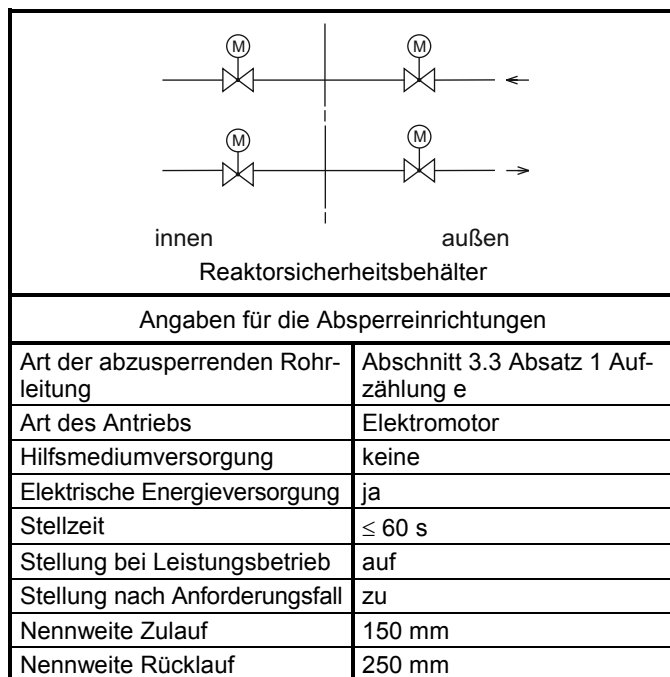 M M
M M
innen außen
Reaktorsicherheitsbehälter
Angaben für die Absperreinrichtungen
Art der abzusperrenden Rohr- Abschnitt 3.3 Absatz 1 Auf-
leitung zählung e
Art des Antriebs Elektromotor
Hilfsmediumversorgung keine
Elektrische Energieversorgung ja
Stellzeit ≤ 60 s
Stellung bei Leistungsbetrieb auf
Stellung nach Anforderungsfall zu
Nennweite Zulauf 150 mm
Nennweite Rücklauf 250 mm